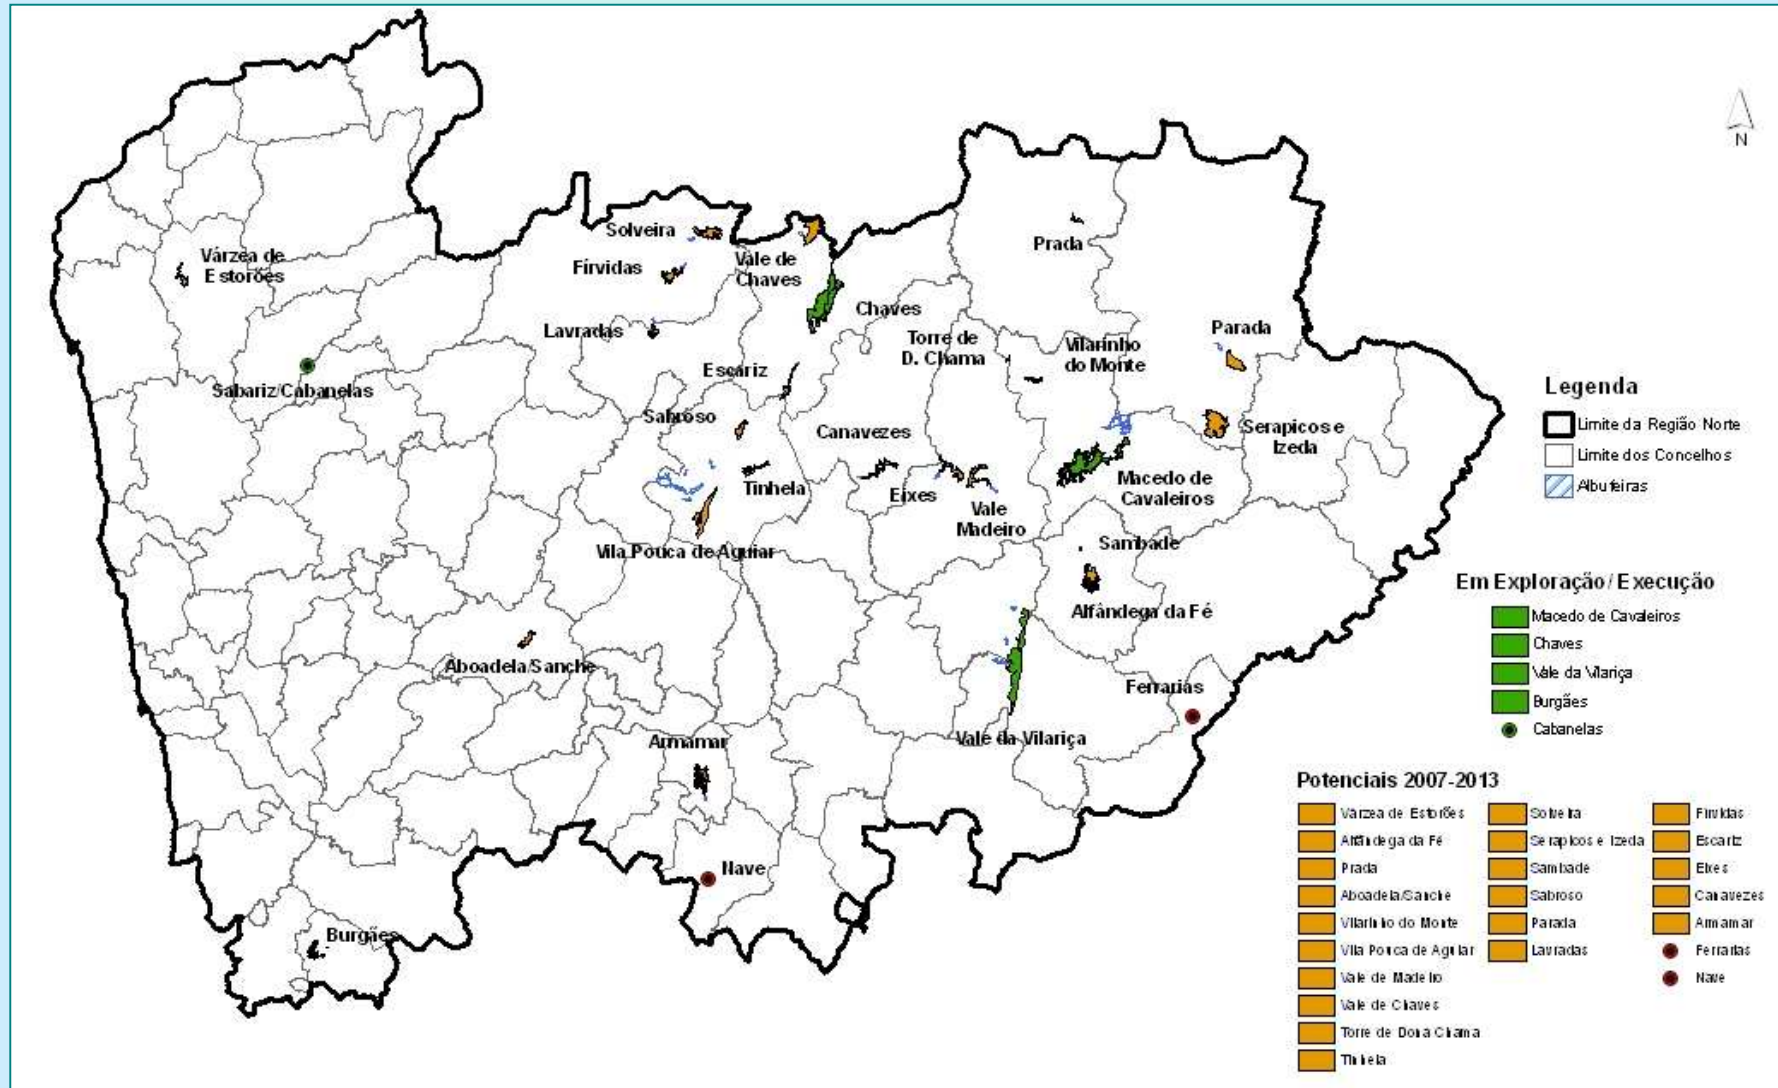 N
Solveira
Várzea de
Estorões
Fírvidas
Vale de
Chaves
Prada
Lavradas
Chaves
Torre de
D. Chama
Vilarinho
do Monte
Parada
Escariz
Sabariz/Cabanelas
Sabroso
Canavezes
Serapicos e
Izeda
Tinhela
Eixes
Vale
Madeiro
Macedo de
Cavaleiros
Vila Pouca de Aguiar
Sambade
Alfândega da Fé
Aboadela/Sanche
Ferrarias
Armamar
Vale da Vilariça
Nave
Burgães
Legenda
Limite da Região Norte
Limite dos Concelhos
Albufeiras
Em Exploração / Execução
Macedo de Cavaleiros
Chaves
Vale da Vilariça
Burgães
Cabanelas
Potenciais 2007-2013
Várzea de Estorões
Alfândega da Fé
Prada
Aboadela/Sanche
Vilarinho do Monte
Vila Pouca de Aguiar
Vale de Madeiro
Vale de Chaves
Torre de Dona Chama
Tinhela
Solveira
Serapicos e Izeda
Sambade
Sabroso
Parada
Lavradas
Firvidas
Escariz
Eixes
Canavezes
Armamar
Ferrarias
Nave